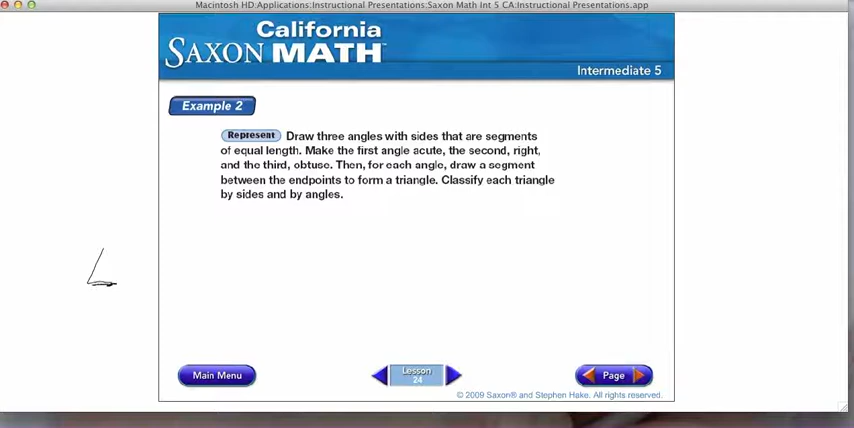 Macintosh HD:Applications:Instructional Presentations:Saxon Math Int 5 CA:Instructional Presentations.app
California
SAXON MATH™
Intermediate 5
Example 2
Represent Draw three angles with sides that are segments
of equal length. Make the first angle acute, the second, right,
and the third, obtuse. Then, for each angle, draw a segment
between the endpoints to form a triangle. Classify each triangle
by sides and by angles.
Main Menu
Lesson
24
Page
© 2009 Saxon® and Stephen Hake. All rights reserved.